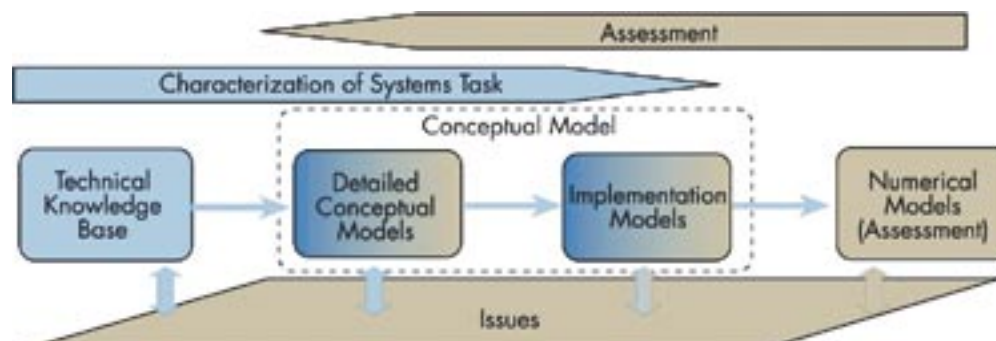 Assessment
Characterization of Systems Task
Conceptual Model
Technical
Knowledge
Base
Detailed
Conceptual
Models
Implementation
Models
Numerical
Models
(Assessment)
Issues